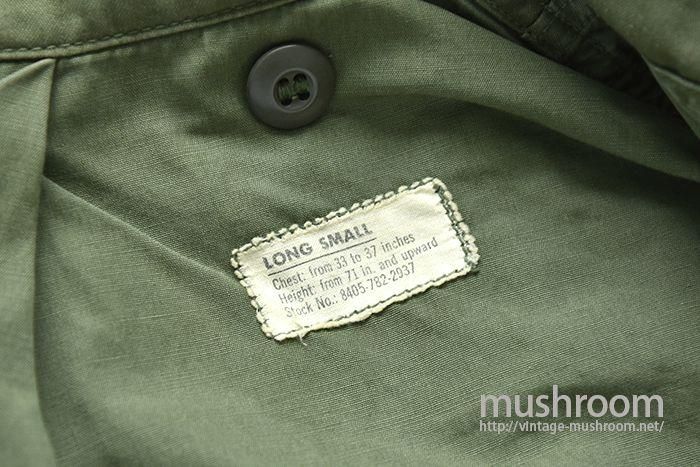 LONG SMALL
Chest: from 33 to 37 inches
Height: from 71 in. and upward
Stock No.: 8405-782-2937
mushroom
http://vintage-mushroom.net/